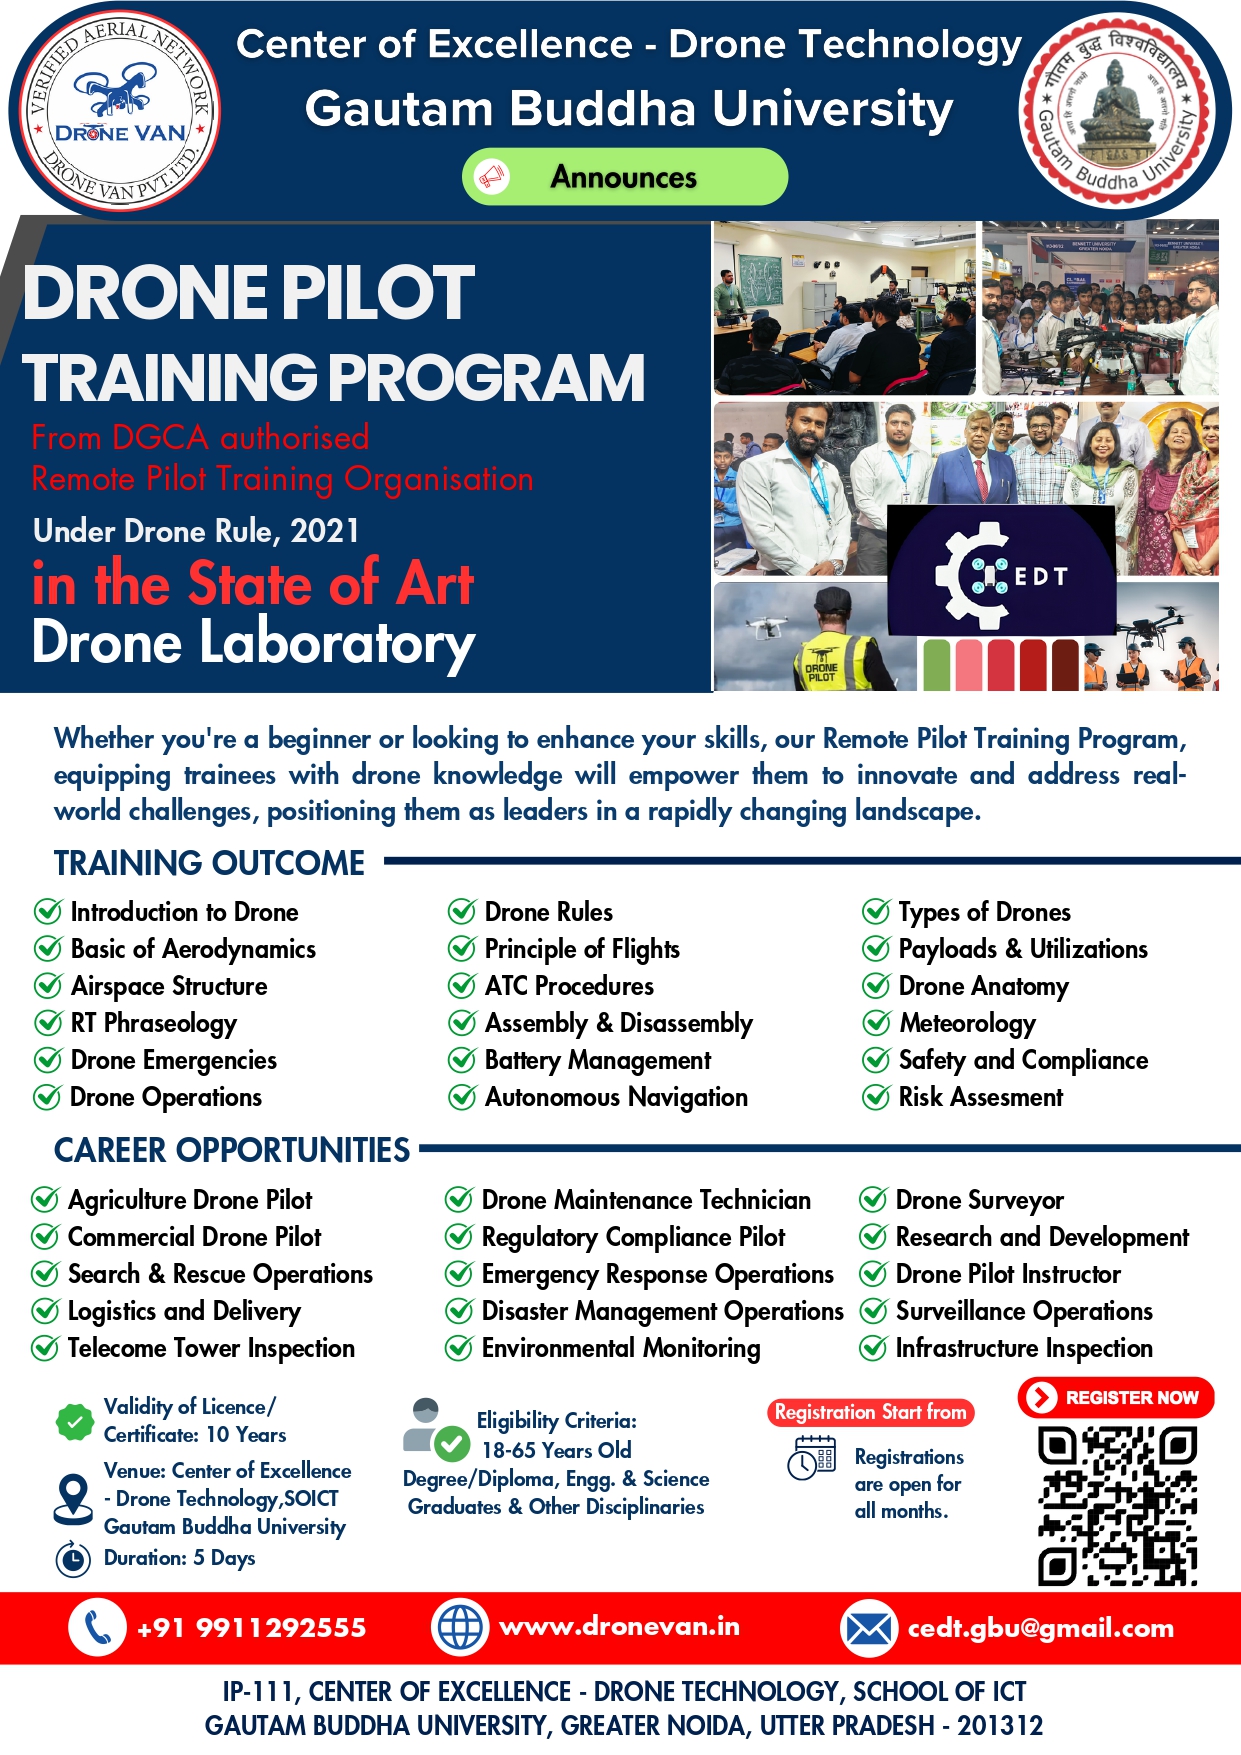 VERIFIED AERIAL NETWORK
DRONE VAN
DRONE VAN PVT. LTD.
Center of Excellence - Drone Technology
Gautam Buddha University
Announces
गौतम बुद्ध विश्वविद्यालय
Gautam Buddha University
DRONE PILOT
TRAINING PROGRAM
From DGCA authorised
Remote Pilot Training Organisation
Under Drone Rule, 2021
in the State of Art
Drone Laboratory
BENNETT UNIVERSITY
GREATER NOIDA
EDT
DRONE
PILOT
Whether you're a beginner or looking to enhance your skills, our Remote Pilot Training Program,
equipping trainees with drone knowledge will empower them to innovate and address real-
world challenges, positioning them as leaders in a rapidly changing landscape.
TRAINING OUTCOME
Introduction to Drone
Basic of Aerodynamics
Airspace Structure
RT Phraseology
Drone Emergencies
Drone Operations
Drone Rules
Principle of Flights
ATC Procedures
Assembly & Disassembly
Battery Management
Autonomous Navigation
Types of Drones
Payloads & Utilizations
Drone Anatomy
Meteorology
Safety and Compliance
Risk Assesment
CAREER OPPORTUNITIES
Agriculture Drone Pilot
Commercial Drone Pilot
Search & Rescue Operations
Logistics and Delivery
Telecome Tower Inspection
Drone Maintenance Technician
Regulatory Compliance Pilot
Emergency Response Operations
Disaster Management Operations
Environmental Monitoring
Drone Surveyor
Research and Development
Drone Pilot Instructor
Surveillance Operations
Infrastructure Inspection
Validity of Licence/
Certificate: 10 Years
Venue: Center of Excellence
- Drone Technology,SOICT
Gautam Buddha University
Duration: 5 Days
Eligibility Criteria:
18-65 Years Old
Degree/Diploma, Engg. & Science
Graduates & Other Disciplinaries
Registration Start from
Registrations
are open for
all months.
REGISTER NOW
+91 9911292555
www.dronevan.in
cedt.gbu@gmail.com
IP-111, CENTER OF EXCELLENCE - DRONE TECHNOLOGY, SCHOOL OF ICT
GAUTAM BUDDHA UNIVERSITY, GREATER NOIDA, UTTER PRADESH - 201312